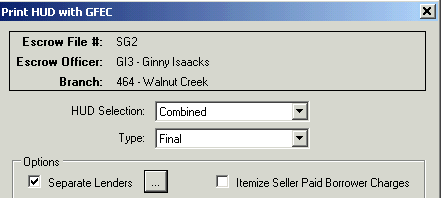 Print HUD with GFEC
Escrow File #: SG2
Escrow Officer: GI3 - Ginny Isaacks
Branch: 464 - Walnut Creek
HUD Selection: Combined
Type: Final
Options
Separate Lenders ... Itemize Seller Paid Borrower Charges